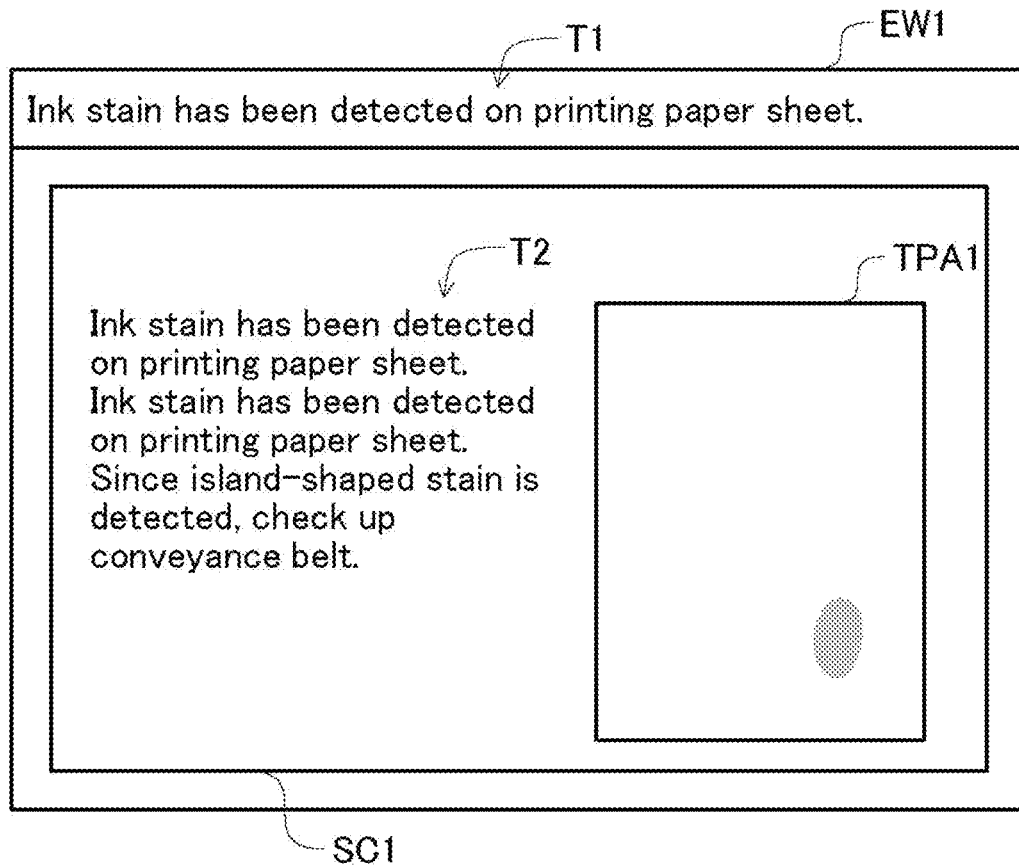 T1
EW1
Ink stain has been detected on printing paper sheet.
T2
TPA1
Ink stain has been detected
on printing paper sheet.
Ink stain has been detected
on printing paper sheet.
Since island-shaped stain is
detected, check up
conveyance belt.
SC1